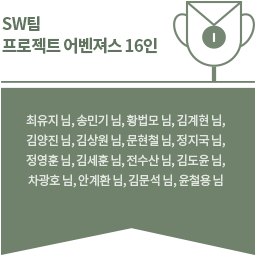 SW팀
프로젝트 어벤져스 16인
최유지 님, 송민기 님, 황법모 님, 김계현 님,
김양진 님, 김상원 님, 문현철 님, 정지국 님,
정영훈 님, 김세훈 님, 전수산 님, 김도윤 님,
차광호 님, 안계환 님, 김문석 님, 윤철용 님